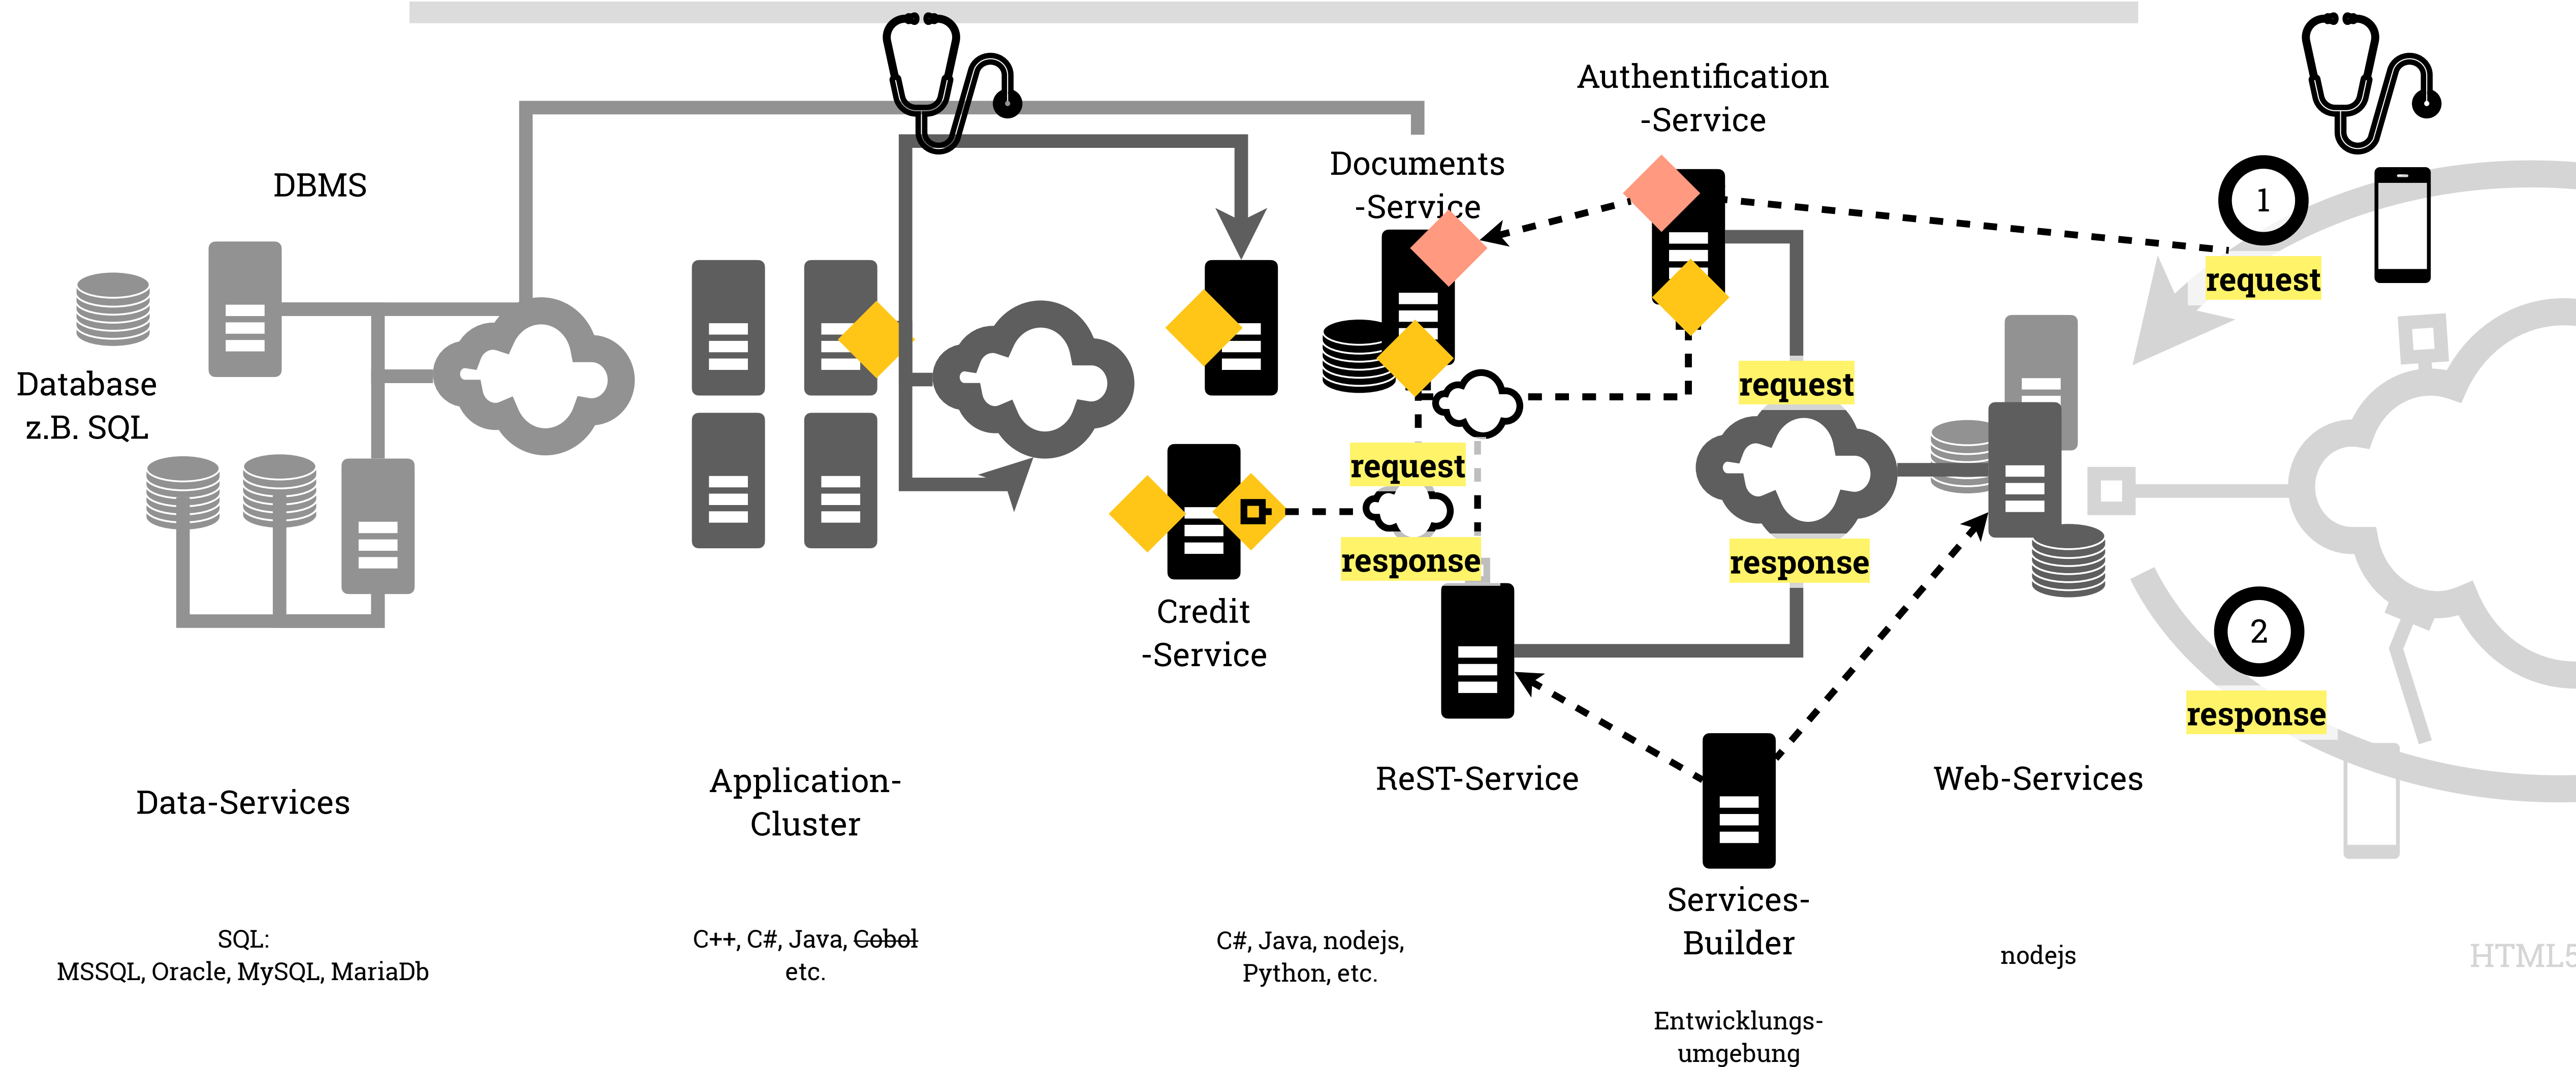 DBMS
Database
z.B. SQL
Data-Services
SQL:
MSSQL, Oracle, MySQL, MariaDb
Application-
Cluster
C++, C#, Java, Cobol
etc.
Documents
-Service
Authentification
-Service
request
response
Credit
-Service
ReST-Service
C#, Java, nodejs,
Python, etc.
request
response
Services-
Builder
Entwicklungs-
umgebung
Web-Services
nodejs
1
request
2
response
HTML5